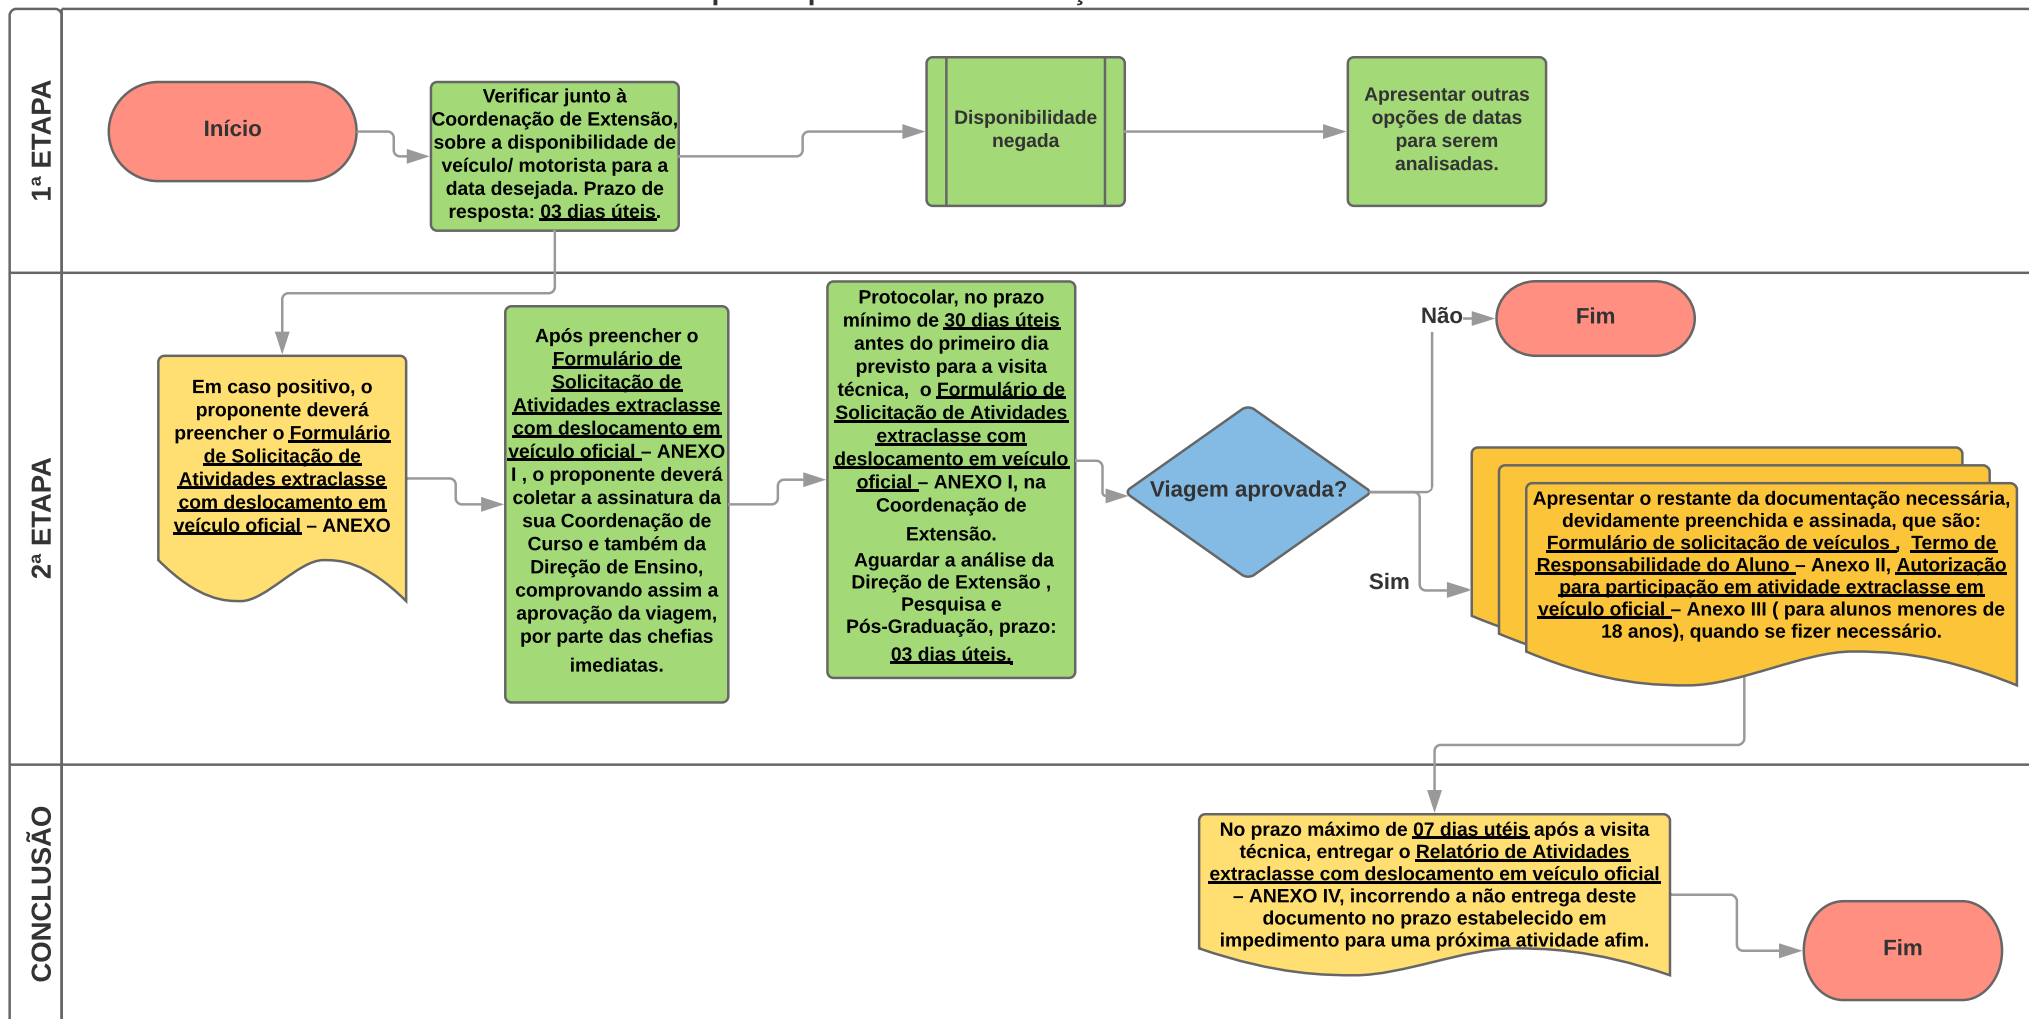 1ª ETAPA
Início
Verificar junto à
Coordenação de Extensão,
sobre a disponibilidade de
veículo/ motorista para a
data desejada. Prazo de
resposta: 03 dias úteis.
Disponibilidade
negada
Apresentar outras
opções de datas
para serem
analisadas.
2ª ETAPA
Em caso positivo, o
proponente deverá
preencher o Formulário
de Solicitação de
Atividades extraclasse
com deslocamento em
veículo oficial – ANEXO
Após preencher o
Formulário de
Solicitação de
Atividades extraclasse
com deslocamento em
veículo oficial – ANEXO
I , o proponente deverá
coletar a assinatura da
sua Coordenação de
Curso e também da
Direção de Ensino,
comprovando assim a
aprovação da viagem,
por parte das chefias
imediatas.
Protocolar, no prazo
mínimo de 30 dias úteis
antes do primeiro dia
previsto para a visita
técnica, o Formulário de
Solicitação de Atividades
extraclasse com
deslocamento em veículo
oficial – ANEXO I, na
Coordenação de
Extensão.
Aguardar a análise da
Direção de Extensão ,
Pesquisa e
Pós-Graduação, prazo:
03 dias úteis.
Viagem aprovada?
Não
Fim
Sim
Apresentar o restante da documentação necessária,
devidamente preenchida e assinada, que são:
Formulário de solicitação de veículos , Termo de
Responsabilidade do Aluno – Anexo II, Autorização
para participação em atividade extraclasse em
veículo oficial – Anexo III ( para alunos menores de
18 anos), quando se fizer necessário.
CONCLUSÃO
No prazo máximo de 07 dias utéis após a visita
técnica, entregar o Relatório de Atividades
extraclasse com deslocamento em veículo oficial
– ANEXO IV, incorrendo a não entrega deste
documento no prazo estabelecido em
impedimento para uma próxima atividade afim.
Fim